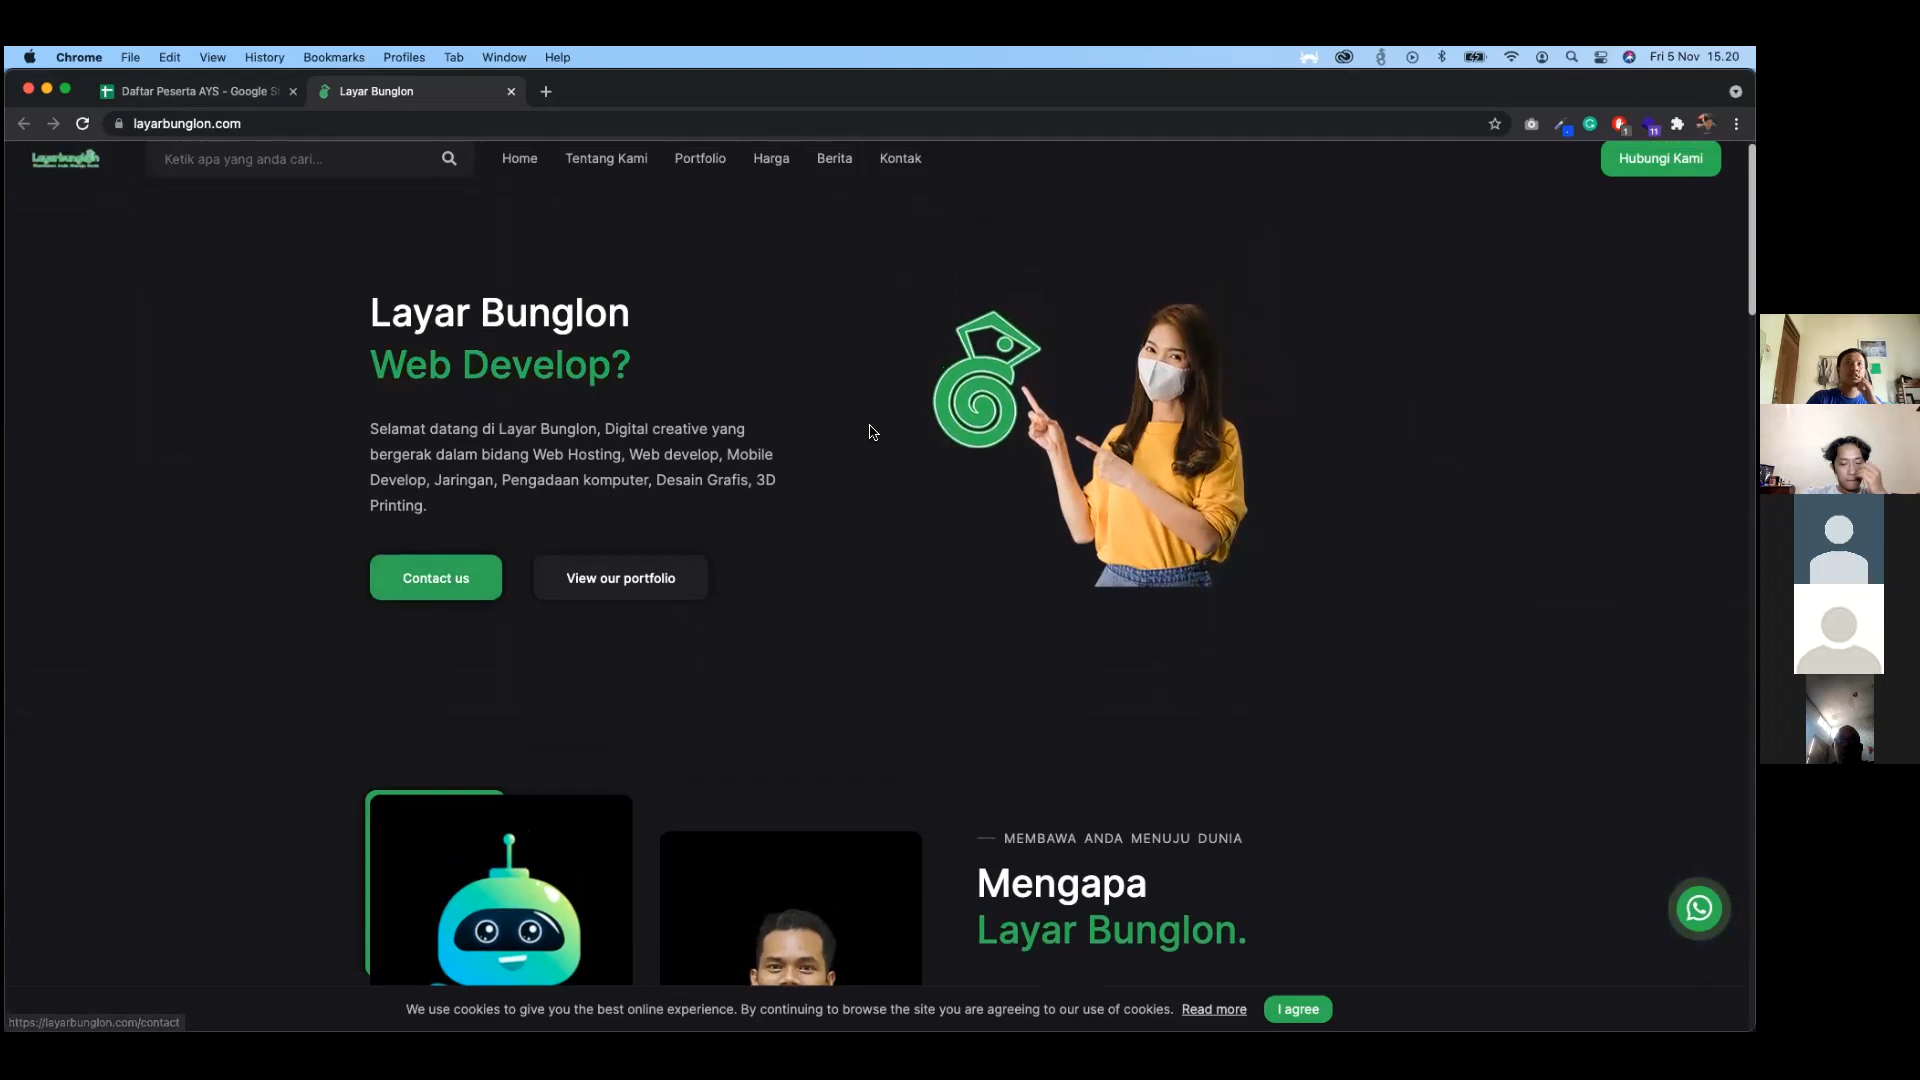 Chrome File Edit View History Bookmarks Profiles Tab Window Help Fri 5 Nov 15.20
Daftar Peserta AYS - Google S
Layar Bunglon
layarbunglon.com
1
11
Layarbunglon
Ketik apa yang anda cari...
Home Tentang Kami Portfolio Harga Berita Kontak
Hubungi Kami
Layar Bunglon
Web Develop?
Selamat datang di Layar Bunglon, Digital creative yang
bergerak dalam bidang Web Hosting, Web develop, Mobile
Develop, Jaringan, Pengadaan komputer, Desain Grafis, 3D
Printing.
Contact us View our portfolio
MEMBAWA ANDA MENUJU DUNIA
Mengapa
Layar Bunglon.
We use cookies to give you the best online experience. By continuing to browse the site you are agreeing to our use of cookies. Read more I agree
https://layarbunglon.com/contact